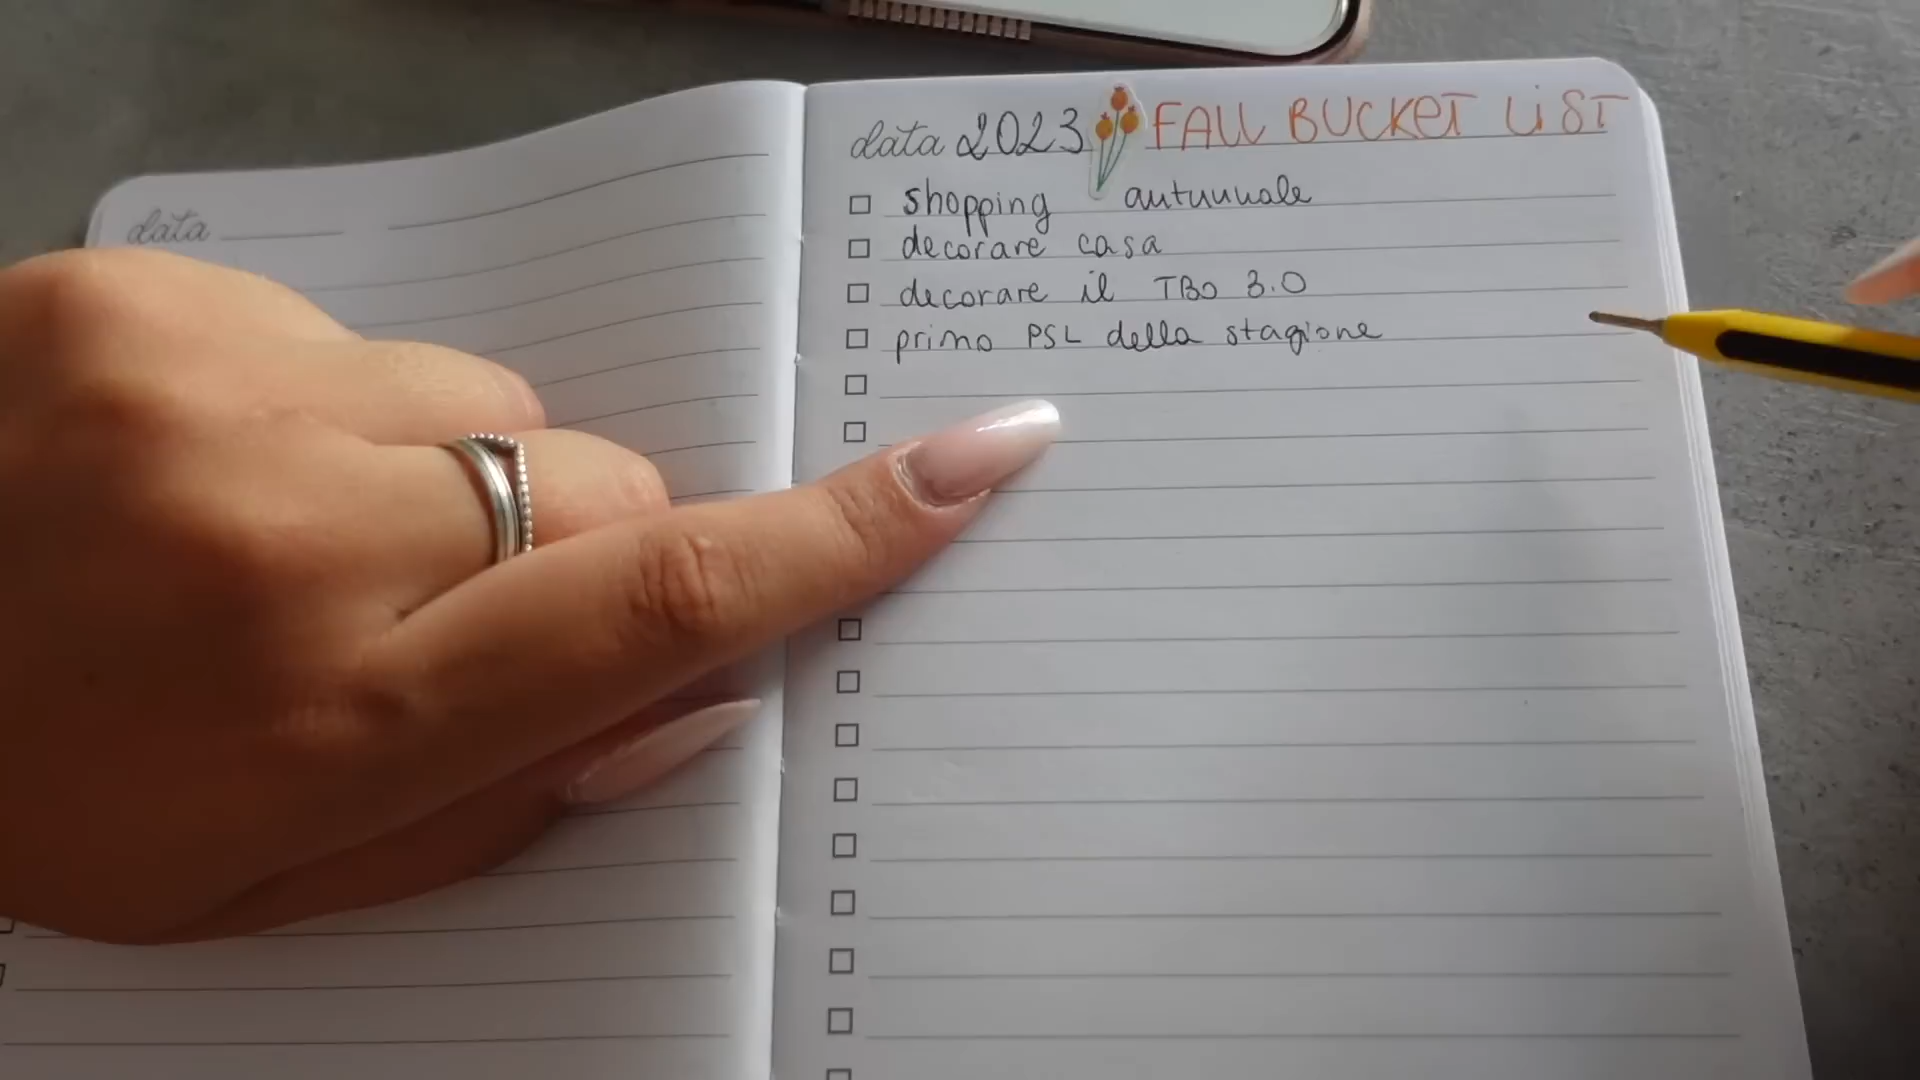 data
data 2023 FALL BUCKET LiST
shopping autunnale
decorare casa
decorare il TBO 3.0
primo PSL della stagione